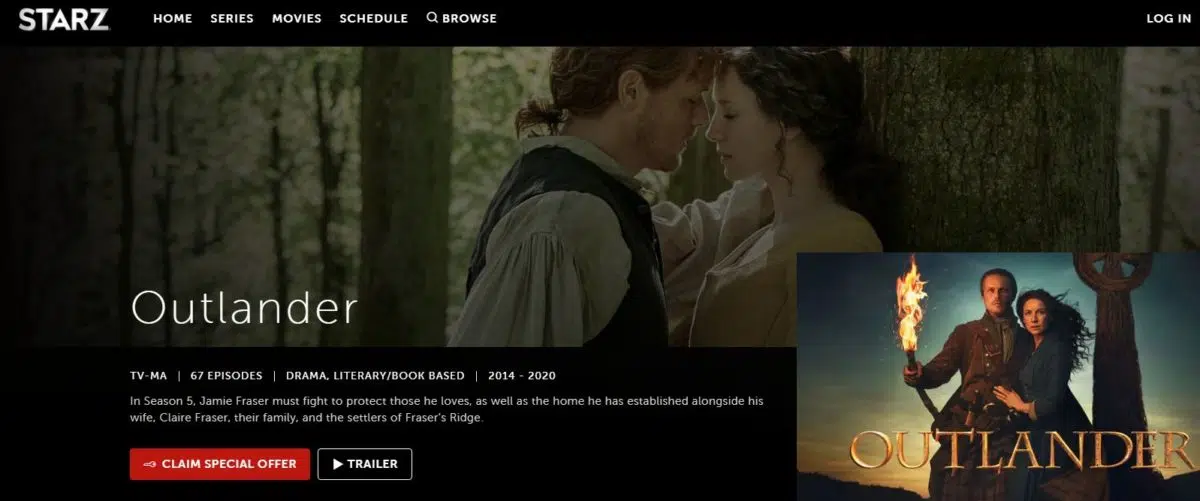 STARZ HOME SERIES MOVIES SCHEDULE BROWSE LOG IN
Outlander
TV-MA | 67 EPISODES | DRAMA, LITERARY/BOOK BASED | 2014 - 2020
In Season 5, Jamie Fraser must fight to protect those he loves, as well as the home he has established alongside his
wife, Claire Fraser, their family, and the settlers of Fraser's Ridge.
CLAIM SPECIAL OFFER TRAILER
OUTLANDER